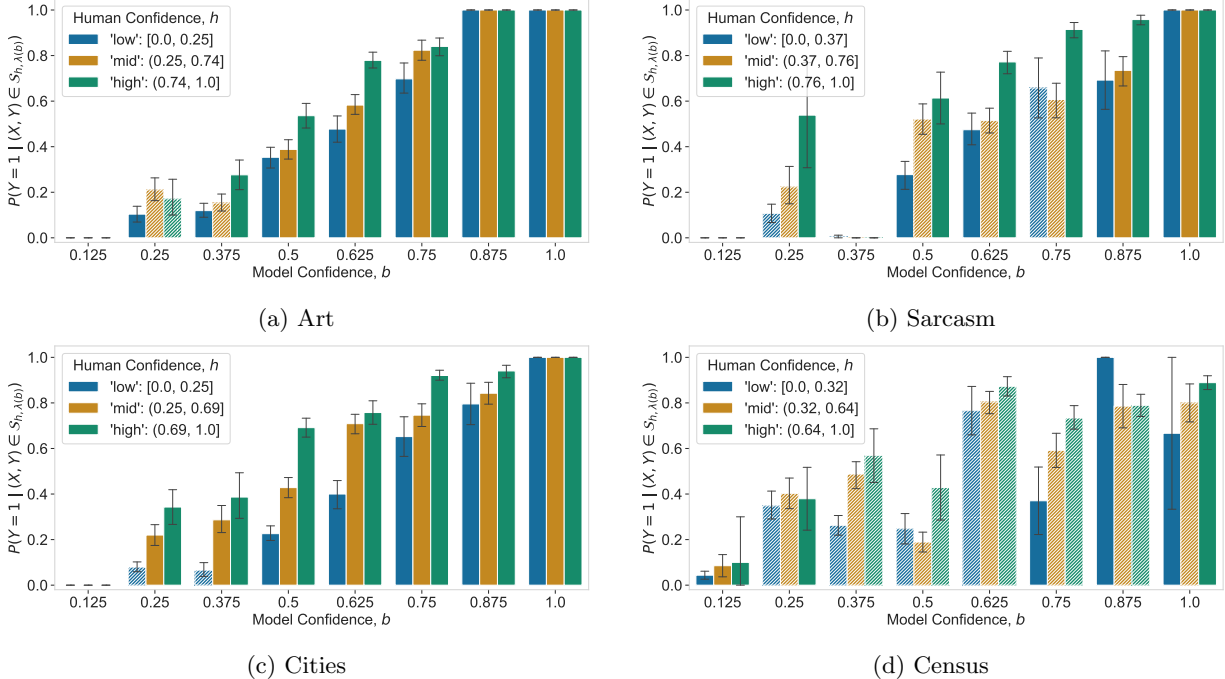 P(Y = 1 | (X, Y) ∈ S_{h, λ(b)})
1.0
0.8
0.6
0.4
0.2
0.0
Human Confidence, h
'low': [0.0, 0.25]
'mid': (0.25, 0.74]
'high': (0.74, 1.0]
0.125 0.25 0.375 0.5 0.625 0.75 0.875 1.0
Model Confidence, b
(a) Art
P(Y = 1 | (X, Y) ∈ S_{h, λ(b)})
1.0
0.8
0.6
0.4
0.2
0.0
Human Confidence, h
'low': [0.0, 0.37]
'mid': (0.37, 0.76]
'high': (0.76, 1.0]
0.125 0.25 0.375 0.5 0.625 0.75 0.875 1.0
Model Confidence, b
(b) Sarcasm
P(Y = 1 | (X, Y) ∈ S_{h, λ(b)})
1.0
0.8
0.6
0.4
0.2
0.0
Human Confidence, h
'low': [0.0, 0.25]
'mid': (0.25, 0.69]
'high': (0.69, 1.0]
0.125 0.25 0.375 0.5 0.625 0.75 0.875 1.0
Model Confidence, b
(c) Cities
P(Y = 1 | (X, Y) ∈ S_{h, λ(b)})
1.0
0.8
0.6
0.4
0.2
0.0
Human Confidence, h
'low': [0.0, 0.32]
'mid': (0.32, 0.64]
'high': (0.64, 1.0]
0.125 0.25 0.375 0.5 0.625 0.75 0.875 1.0
Model Confidence, b
(d) Census